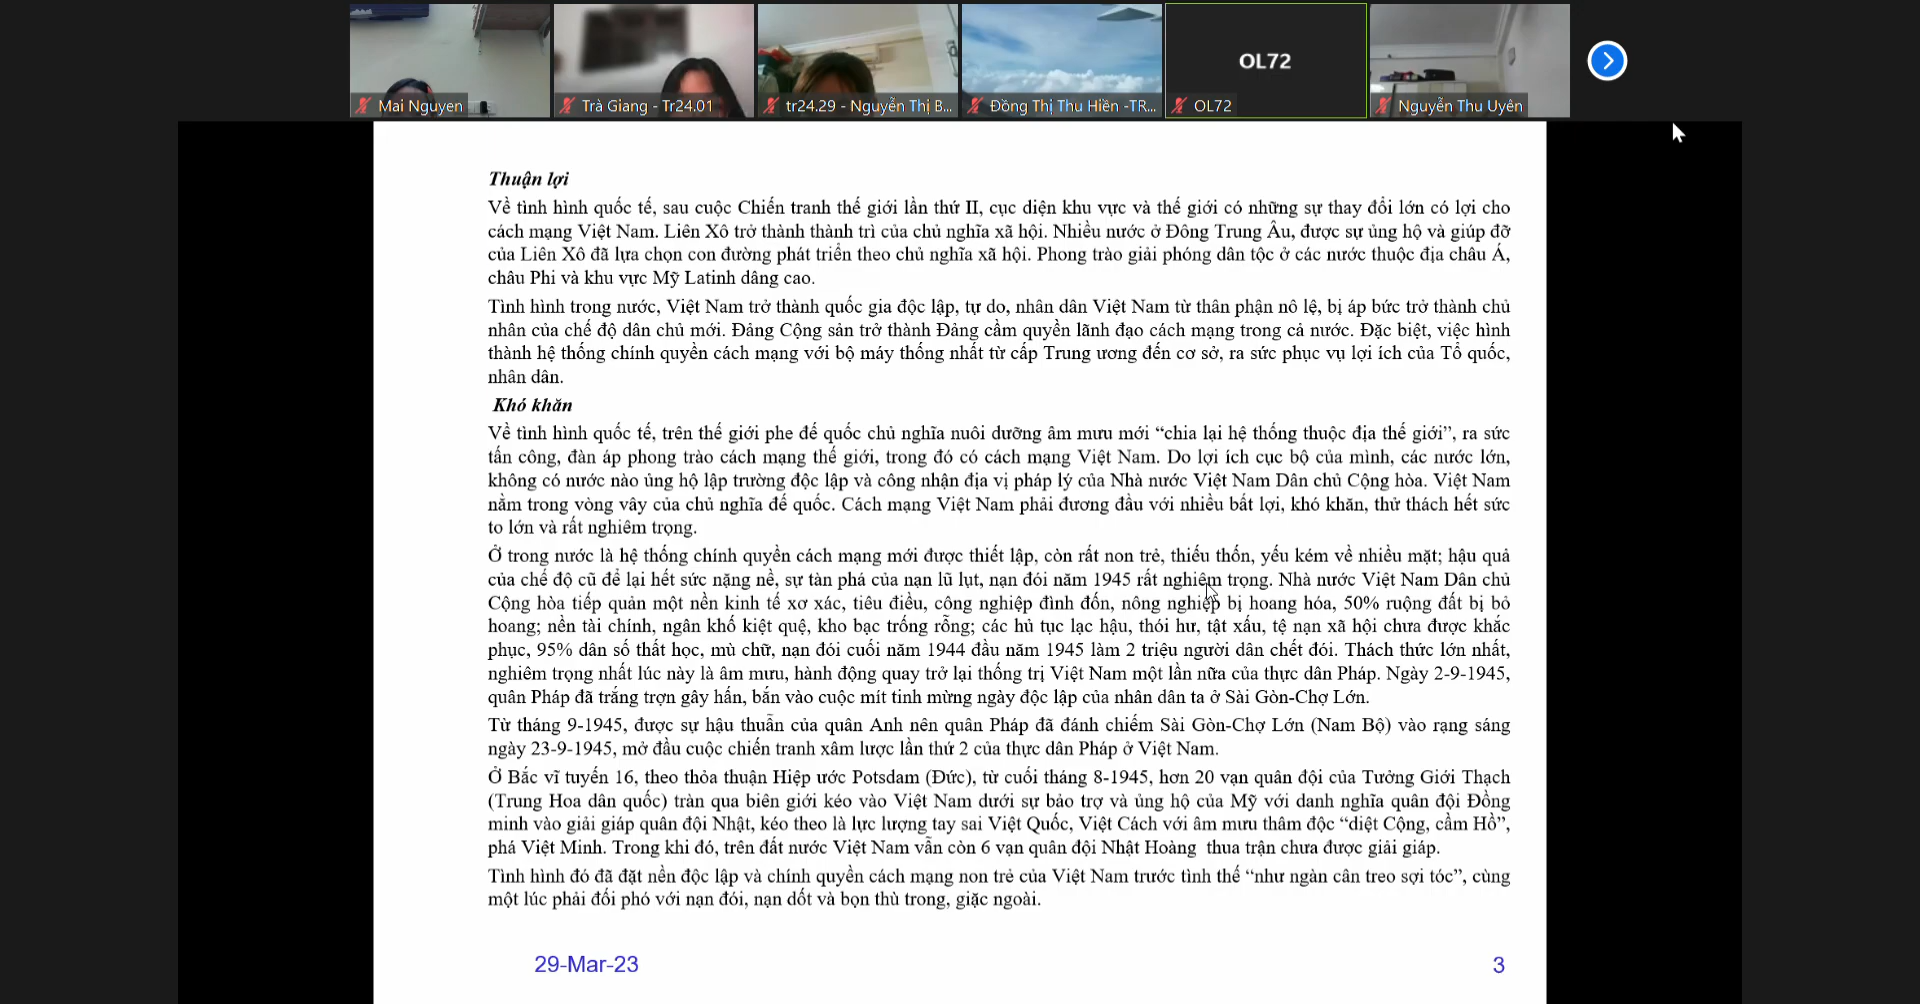 Mai Nguyen
Trà Giang - Tr24.01
tr24.29 - Nguyễn Thị B...
Đồng Thị Thu Hiền -TR...
OL72
OL72
Nguyễn Thu Uyên
Thuận lợi
Về tình hình quốc tế, sau cuộc Chiến tranh thế giới lần thứ II, cục diện khu vực và thế giới có những sự thay đổi lớn có lợi cho
cách mạng Việt Nam. Liên Xô trở thành thành trì của chủ nghĩa xã hội. Nhiều nước ở Đông Trung Âu, được sự ủng hộ và giúp đỡ
của Liên Xô đã lựa chọn con đường phát triển theo chủ nghĩa xã hội. Phong trào giải phóng dân tộc ở các nước thuộc địa châu Á,
châu Phi và khu vực Mỹ Latinh dâng cao.
Tình hình trong nước, Việt Nam trở thành quốc gia độc lập, tự do, nhân dân Việt Nam từ thân phận nô lệ, bị áp bức trở thành chủ
nhân của chế độ dân chủ mới. Đảng Cộng sản trở thành Đảng cầm quyền lãnh đạo cách mạng trong cả nước. Đặc biệt, việc hình
thành hệ thống chính quyền cách mạng với bộ máy thống nhất từ cấp Trung ương đến cơ sở, ra sức phục vụ lợi ích của Tổ quốc,
nhân dân.
Khó khăn
Về tình hình quốc tế, trên thế giới phe đế quốc chủ nghĩa nuôi dưỡng âm mưu mới “chia lại hệ thống thuộc địa thế giới”, ra sức
tấn công, đàn áp phong trào cách mạng thế giới, trong đó có cách mạng Việt Nam. Do lợi ích cục bộ của mình, các nước lớn,
không có nước nào ủng hộ lập trường độc lập và công nhận địa vị pháp lý của Nhà nước Việt Nam Dân chủ Cộng hòa. Việt Nam
nằm trong vòng vây của chủ nghĩa đế quốc. Cách mạng Việt Nam phải đương đầu với nhiều bất lợi, khó khăn, thử thách hết sức
to lớn và rất nghiêm trọng.
Ở trong nước là hệ thống chính quyền cách mạng mới được thiết lập, còn rất non trẻ, thiếu thốn, yếu kém về nhiều mặt; hậu quả
của chế độ cũ để lại hết sức nặng nề, sự tàn phá của nạn lũ lụt, nạn đói năm 1945 rất nghiêm trọng. Nhà nước Việt Nam Dân chủ
Cộng hòa tiếp quản một nền kinh tế xơ xác, tiêu điều, công nghiệp đình đốn, nông nghiệp bị hoang hóa, 50% ruộng đất bị bỏ
hoang; nền tài chính, ngân khố kiệt quệ, kho bạc trống rỗng; các hủ tục lạc hậu, thói hư, tật xấu, tệ nạn xã hội chưa được khắc
phục, 95% dân số thất học, mù chữ, nạn đói cuối năm 1944 đầu năm 1945 làm 2 triệu người dân chết đói. Thách thức lớn nhất,
nghiêm trọng nhất lúc này là âm mưu, hành động quay trở lại thống trị Việt Nam một lần nữa của thực dân Pháp. Ngày 2-9-1945,
quân Pháp đã trắng trợn gây hấn, bắn vào cuộc mít tinh mừng ngày độc lập của nhân dân ta ở Sài Gòn-Chợ Lớn.
Từ tháng 9-1945, được sự hậu thuẫn của quân Anh nên quân Pháp đã đánh chiếm Sài Gòn-Chợ Lớn (Nam Bộ) vào rạng sáng
ngày 23-9-1945, mở đầu cuộc chiến tranh xâm lược lần thứ 2 của thực dân Pháp ở Việt Nam.
Ở Bắc vĩ tuyến 16, theo thỏa thuận Hiệp ước Potsdam (Đức), từ cuối tháng 8-1945, hơn 20 vạn quân đội của Tưởng Giới Thạch
(Trung Hoa dân quốc) tràn qua biên giới kéo vào Việt Nam dưới sự bảo trợ và ủng hộ của Mỹ với danh nghĩa quân đội Đồng
minh vào giải giáp quân đội Nhật, kéo theo là lực lượng tay sai Việt Quốc, Việt Cách với âm mưu thâm độc “diệt Cộng, cầm Hồ”,
phá Việt Minh. Trong khi đó, trên đất nước Việt Nam vẫn còn 6 vạn quân đội Nhật Hoàng thua trận chưa được giải giáp.
Tình hình đó đã đặt nền độc lập và chính quyền cách mạng non trẻ của Việt Nam trước tình thế “như ngàn cân treo sợi tóc”, cùng
một lúc phải đối phó với nạn đói, nạn dốt và bọn thù trong, giặc ngoài.
29-Mar-23
3